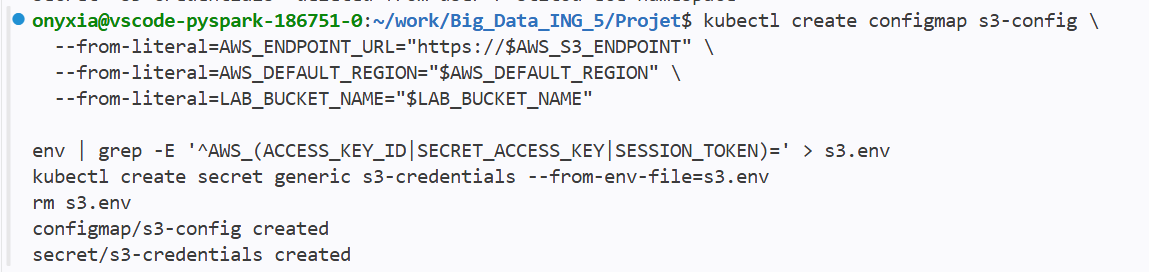 onyxia@vscode-pyspark-186751-0:~/work/Big_Data_ING_5/Projet$ kubectl create configmap s3-config \
  --from-literal=AWS_ENDPOINT_URL="https://$AWS_S3_ENDPOINT" \
  --from-literal=AWS_DEFAULT_REGION="$AWS_DEFAULT_REGION" \
  --from-literal=LAB_BUCKET_NAME="$LAB_BUCKET_NAME"

env | grep -E '^AWS_(ACCESS_KEY_ID|SECRET_ACCESS_KEY|SESSION_TOKEN)=' > s3.env
kubectl create secret generic s3-credentials --from-env-file=s3.env
rm s3.env
configmap/s3-config created
secret/s3-credentials created